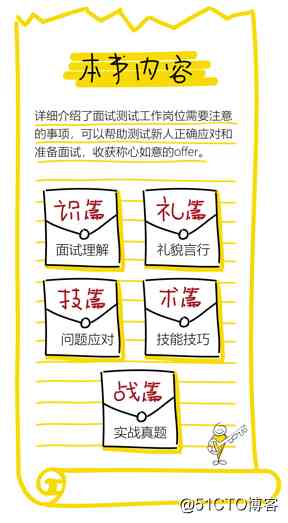 本书内容
详细介绍了面试测试工作岗位需要注意
的事项，可以帮助测试新人正确应对和
准备面试，收获称心如意的offer。
识篇
面试理解
礼篇
礼貌言行
技篇
问题应对
术篇
技能技巧
战篇
实战真题
@51CTO博客